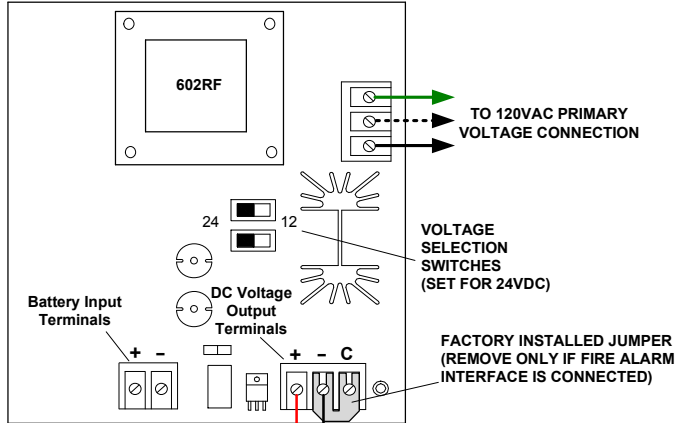 602RF
TO 120VAC PRIMARY
VOLTAGE CONNECTION
24
12
VOLTAGE
SELECTION
SWITCHES
(SET FOR 24VDC)
Battery Input
Terminals
+ –
DC Voltage
Output
Terminals
+ – C
FACTORY INSTALLED JUMPER
(REMOVE ONLY IF FIRE ALARM
INTERFACE IS CONNECTED)